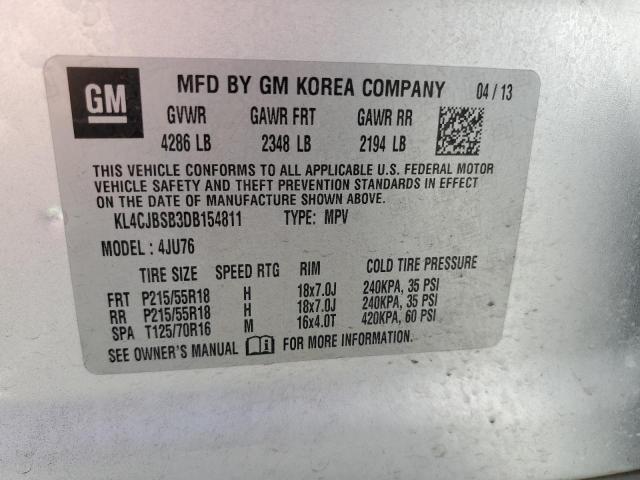 GM MFD BY GM KOREA COMPANY 04 / 13
GVWR GAWR FRT GAWR RR
4286 LB 2348 LB 2194 LB
THIS VEHICLE CONFORMS TO ALL APPLICABLE U.S. FEDERAL MOTOR
VEHICLE SAFETY AND THEFT PREVENTION STANDARDS IN EFFECT
ON THE DATE OF MANUFACTURE SHOWN ABOVE.
KL4CJBSB3DB154811 TYPE: MPV
MODEL : 4JU76
TIRE SIZE SPEED RTG RIM COLD TIRE PRESSURE
FRT P215/55R18 H 18x7.0J 240KPA, 35 PSI
RR P215/55R18 H 18x7.0J 240KPA, 35 PSI
SPA T125/70R16 M 16x4.0T 420KPA, 60 PSI
SEE OWNER'S MANUAL FOR MORE INFORMATION.